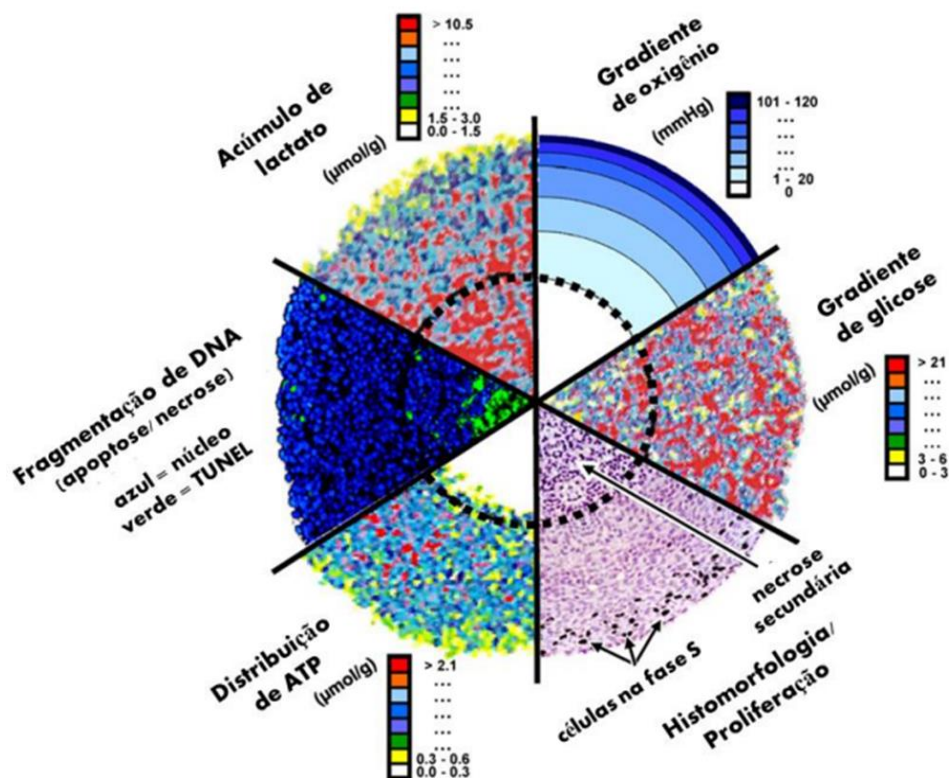 Acúmulo de
lactato
(µmol/g)
> 10.5
...
...
...
...
...
1.5 - 3.0
0.0 - 1.5
Gradiente
de oxigênio
(mmHg)
101 - 120
...
...
...
...
1 - 20
0
Gradiente
de glicose
(µmol/g)
> 21
...
...
...
...
...
3 - 6
0 - 3
Fragmentação de DNA
(apoptose/necrose)
azul = núcleo
verde = TUNEL
Distribuição
de ATP
(µmol/g)
> 2.1
...
...
...
...
...
0.3 - 0.6
0.0 - 0.3
necrose
secundária
células na fase S
Histomorfologia/
Proliferação